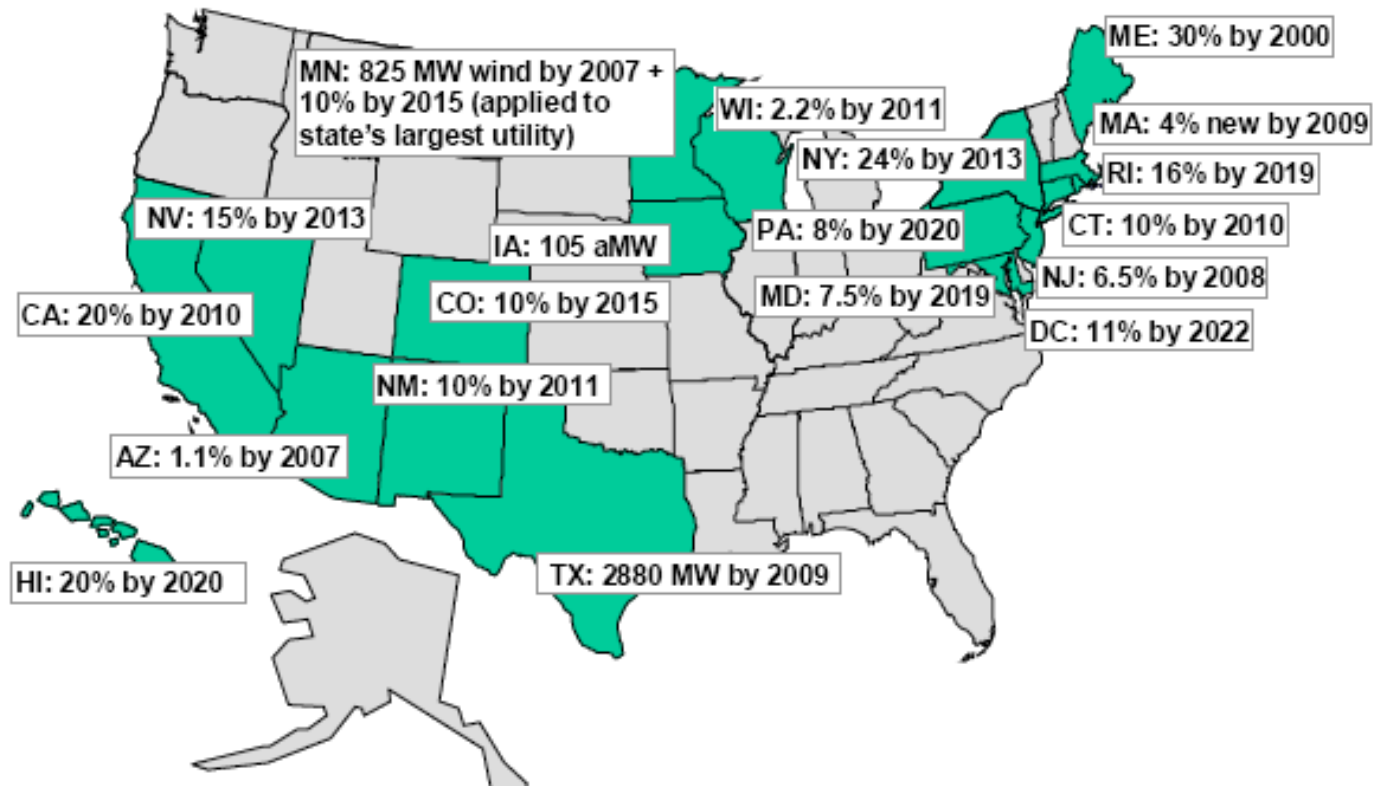 ME: 30% by 2000
MN: 825 MW wind by 2007 +
10% by 2015 (applied to
state's largest utility)
WI: 2.2% by 2011
MA: 4% new by 2009
NY: 24% by 2013
RI: 16% by 2019
NV: 15% by 2013
PA: 8% by 2020
CT: 10% by 2010
IA: 105 aMW
NJ: 6.5% by 2008
CO: 10% by 2015
MD: 7.5% by 2019
CA: 20% by 2010
DC: 11% by 2022
NM: 10% by 2011
AZ: 1.1% by 2007
HI: 20% by 2020
TX: 2880 MW by 2009